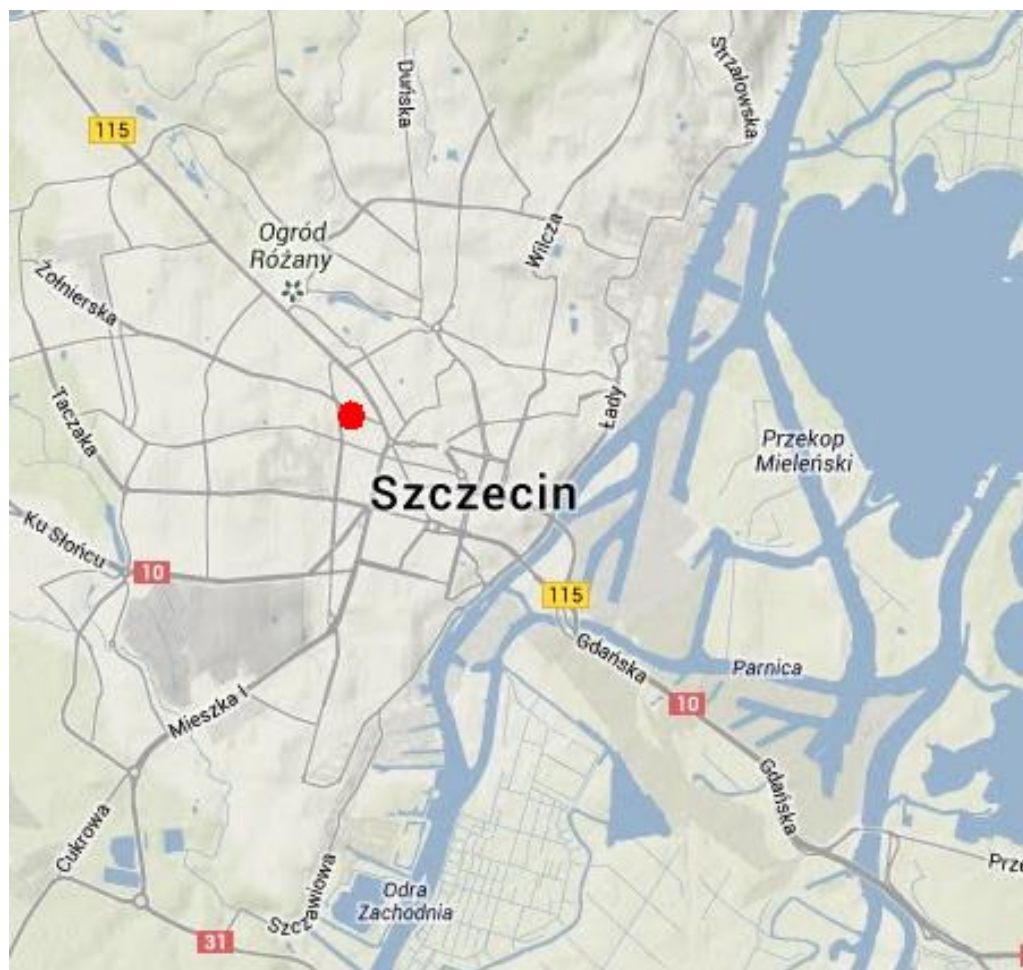 Strzałowska
Duńska
115
Wilcza
Ogród
Różany
Żołnierska
Taczaka
Łady
Przekop
Mieleński
Szczecin
Ku Słońcu
10
115
Gdańska
Parnica
10
Mieszka I
Gdańska
Cukrowa
Odra
Zachodnia
Szczawiowa
31